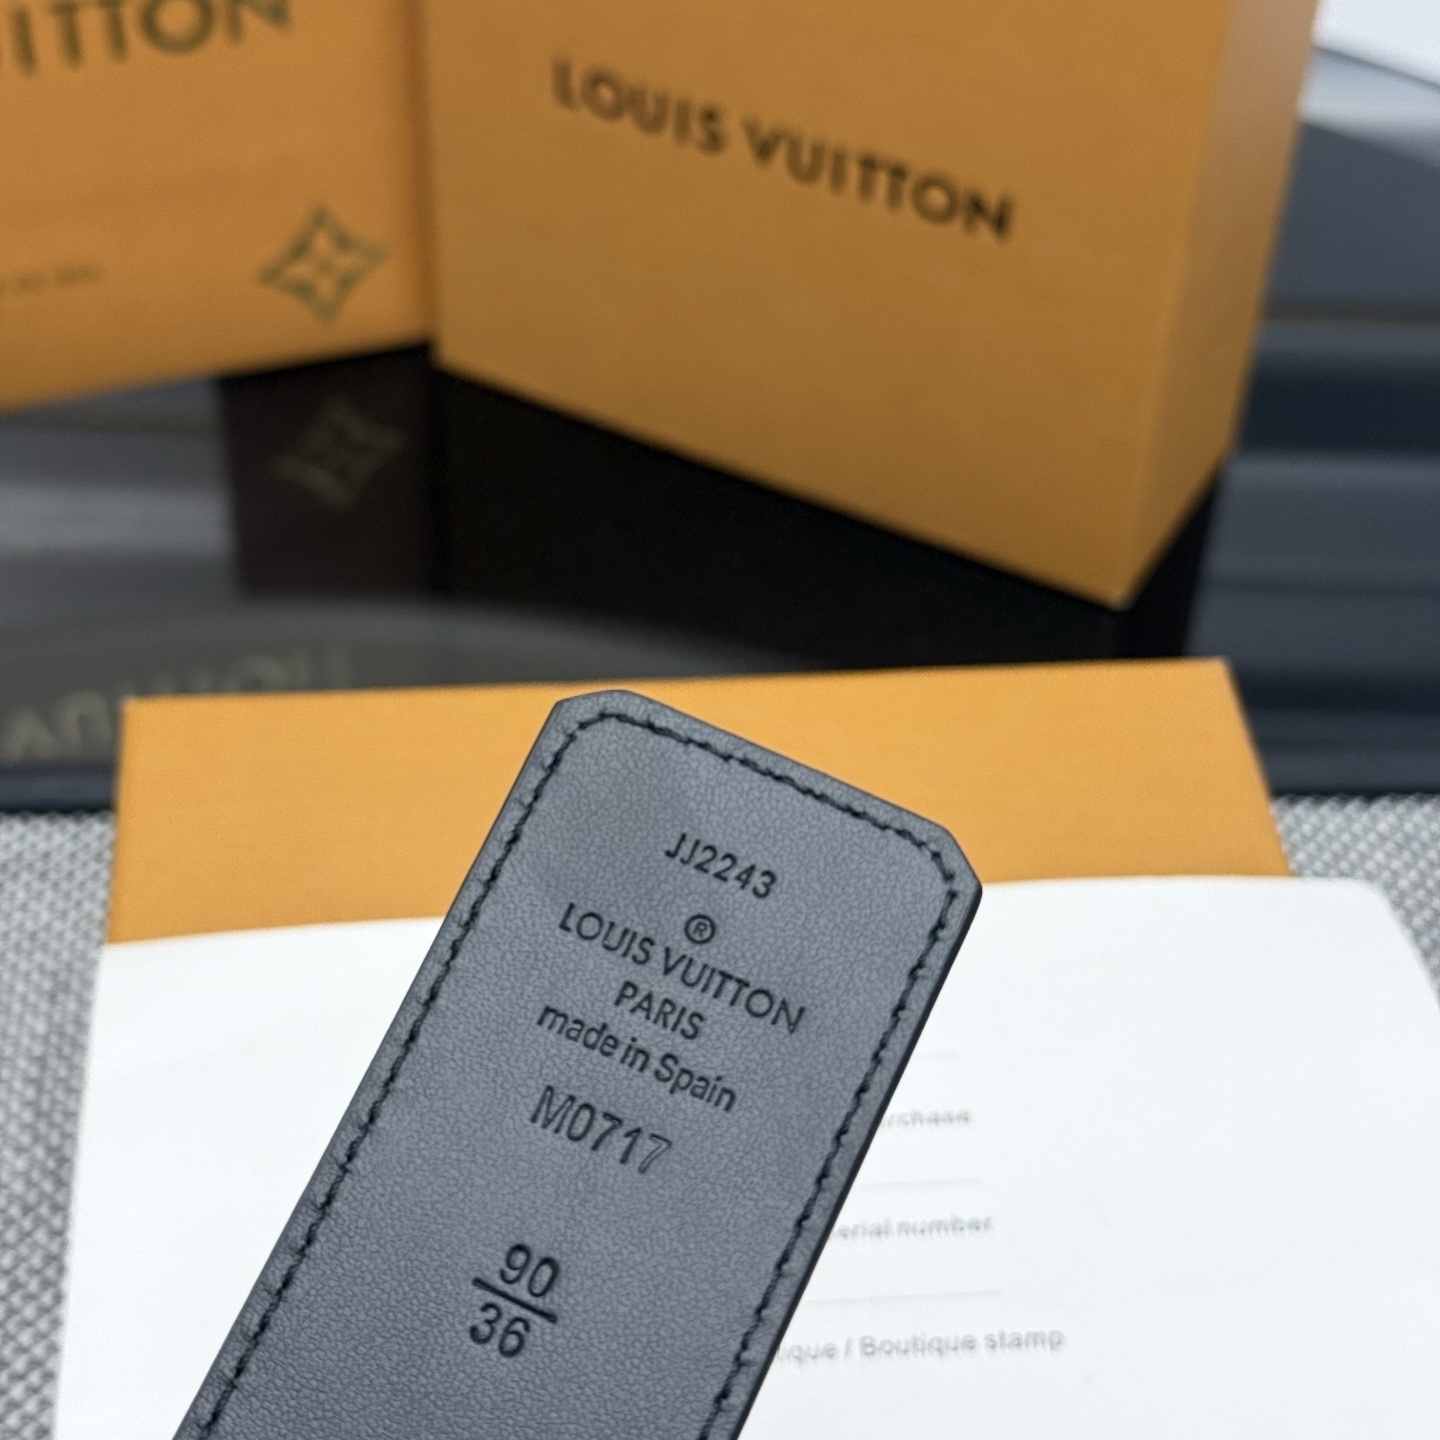 UITTON
LOUIS VUITTON
JJ2243
®
LOUIS VUITTON
PARIS
made in Spain
M0717
90
36
rchase
erial number
ique / Boutique stamp